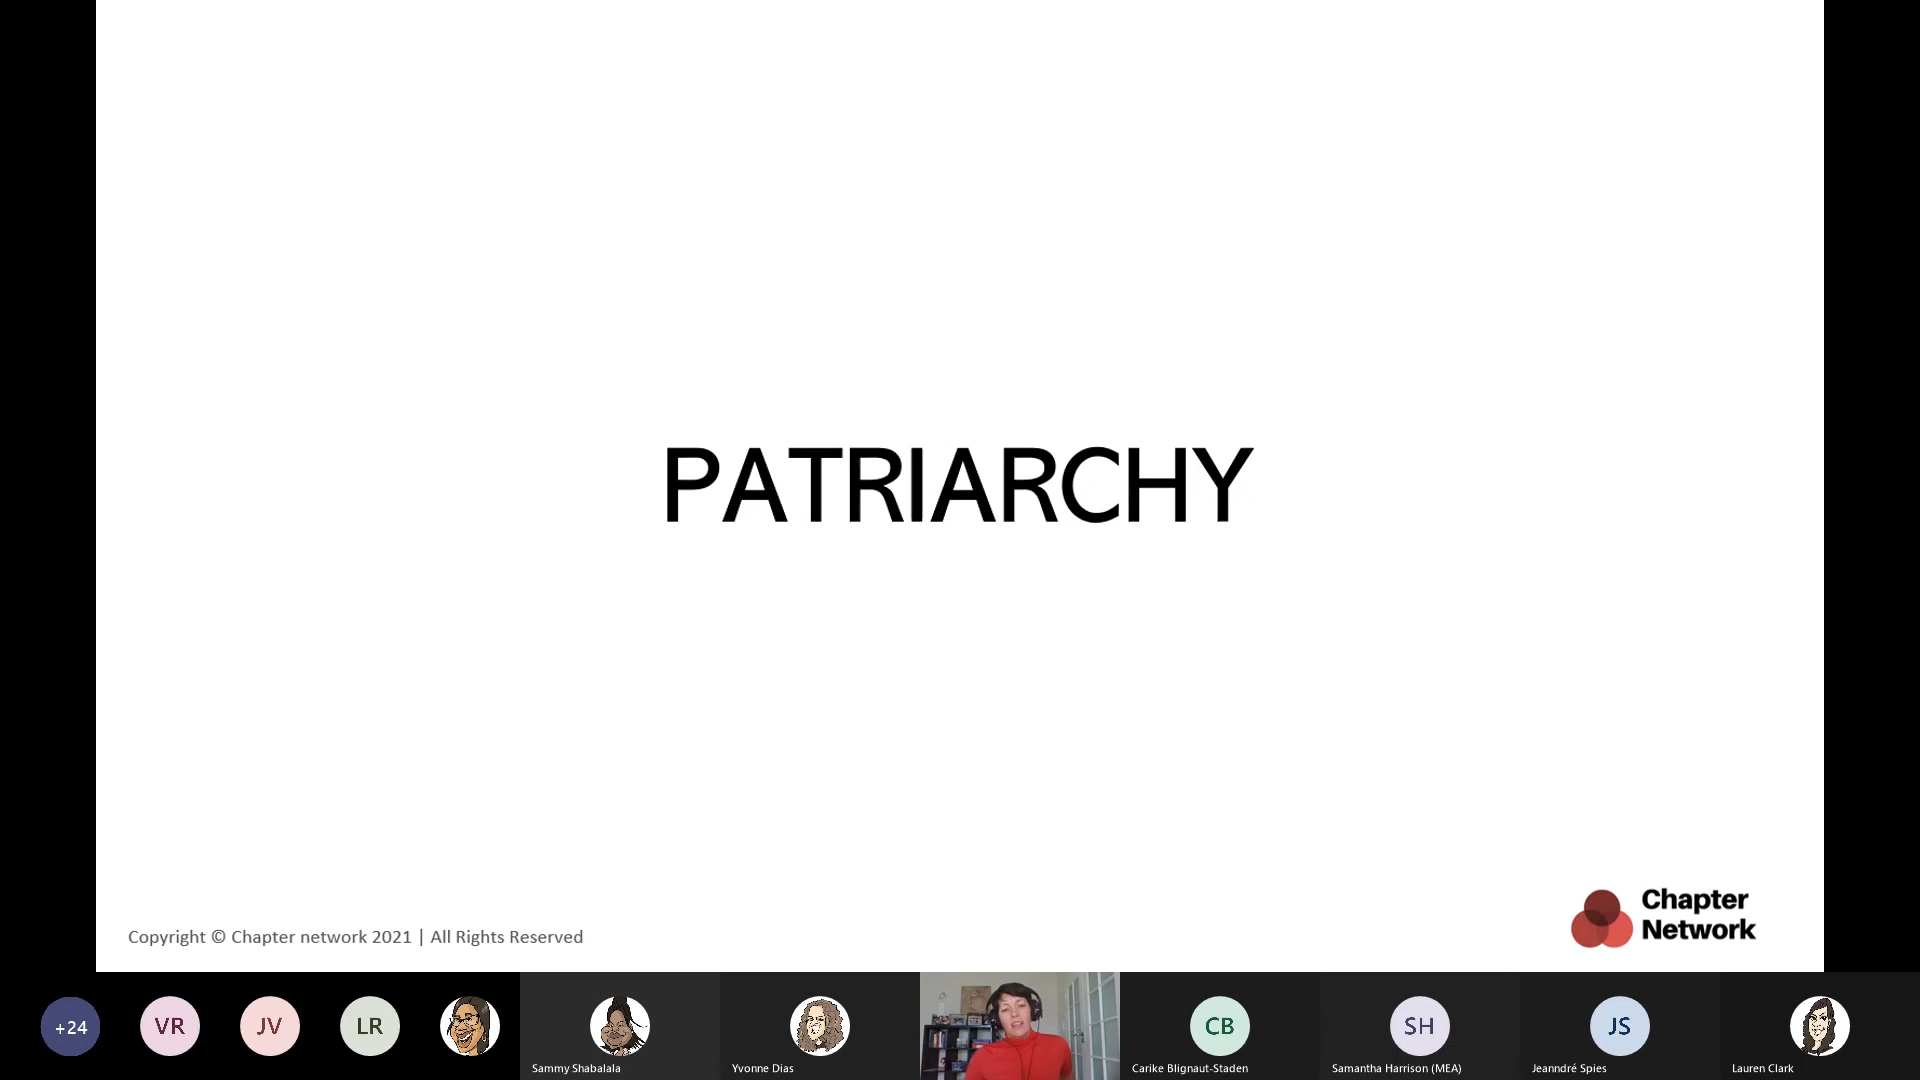 PATRIARCHY
Chapter
Network
Copyright © Chapter network 2021 | All Rights Reserved
+24
VR
JV
LR
CB
SH
JS
Sammy Shabalala
Yvonne Dias
Carike Blignaut-Staden
Samantha Harrison (MEA)
Jeanndré Spies
Lauren Clark